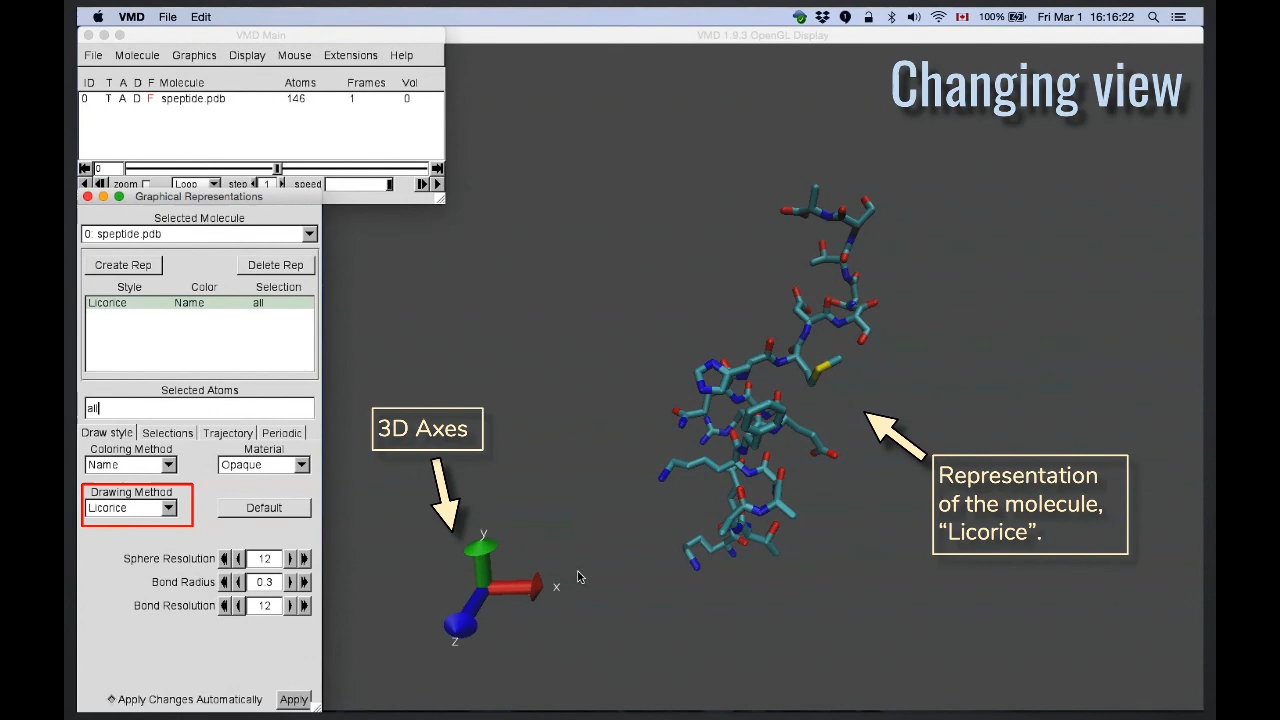 VMD File Edit 100% Fri Mar 1 16:16:22
VMD Main
VMD 1.9.3 OpenGL Display
File Molecule Graphics Display Mouse Extensions Help
Changing view
ID T A D F Molecule Atoms Frames Vol
0 T A D F speptide.pdb 146 1 0
0
zoom Loop step 1 speed
Graphical Representations
Selected Molecule
0: speptide.pdb
Create Rep Delete Rep
Style Color Selection
Licorice Name all
Selected Atoms
all
Draw style Selections Trajectory Periodic
Coloring Method Material
Name Opaque
Drawing Method
Licorice Default
Sphere Resolution 12
Bond Radius 0.3
Bond Resolution 12
Apply Changes Automatically Apply
3D Axes
y
x
z
Representation
of the molecule,
“Licorice”.